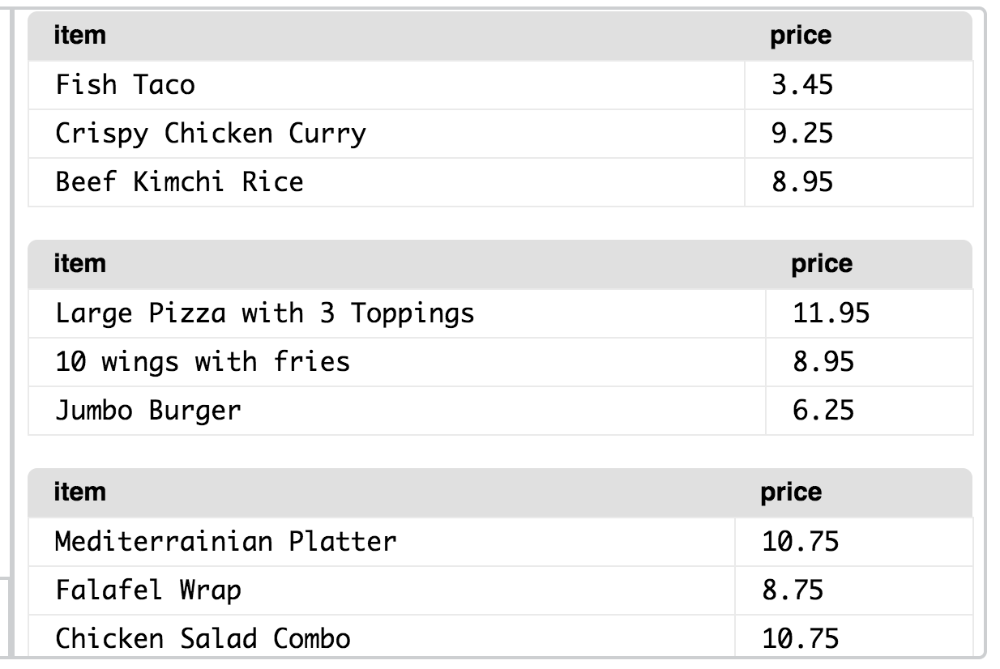 item price
Fish Taco 3.45
Crispy Chicken Curry 9.25
Beef Kimchi Rice 8.95
item price
Large Pizza with 3 Toppings 11.95
10 wings with fries 8.95
Jumbo Burger 6.25
item price
Mediterrainian Platter 10.75
Falafel Wrap 8.75
Chicken Salad Combo 10.75